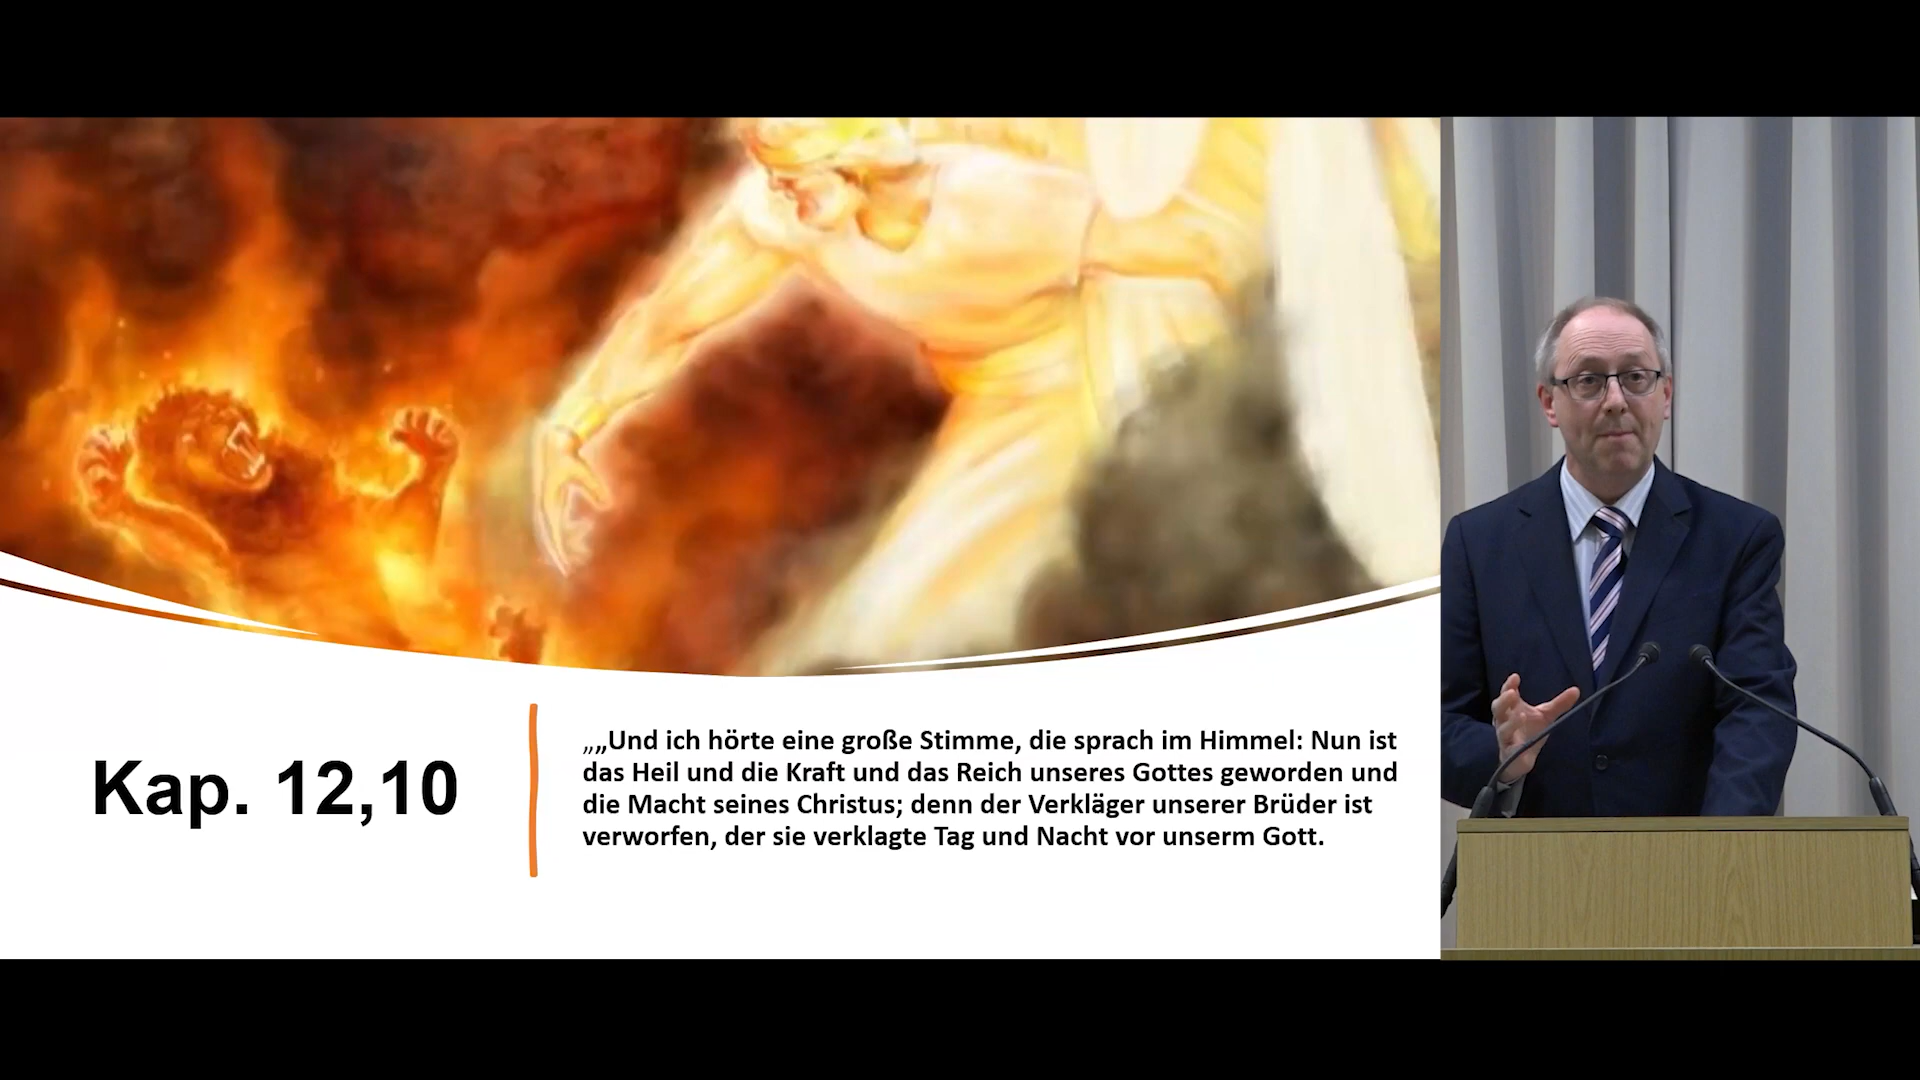 Kap. 12,10
„„Und ich hörte eine große Stimme, die sprach im Himmel: Nun ist
das Heil und die Kraft und das Reich unseres Gottes geworden und
die Macht seines Christus; denn der Verkläger unserer Brüder ist
verworfen, der sie verklagte Tag und Nacht vor unserm Gott.